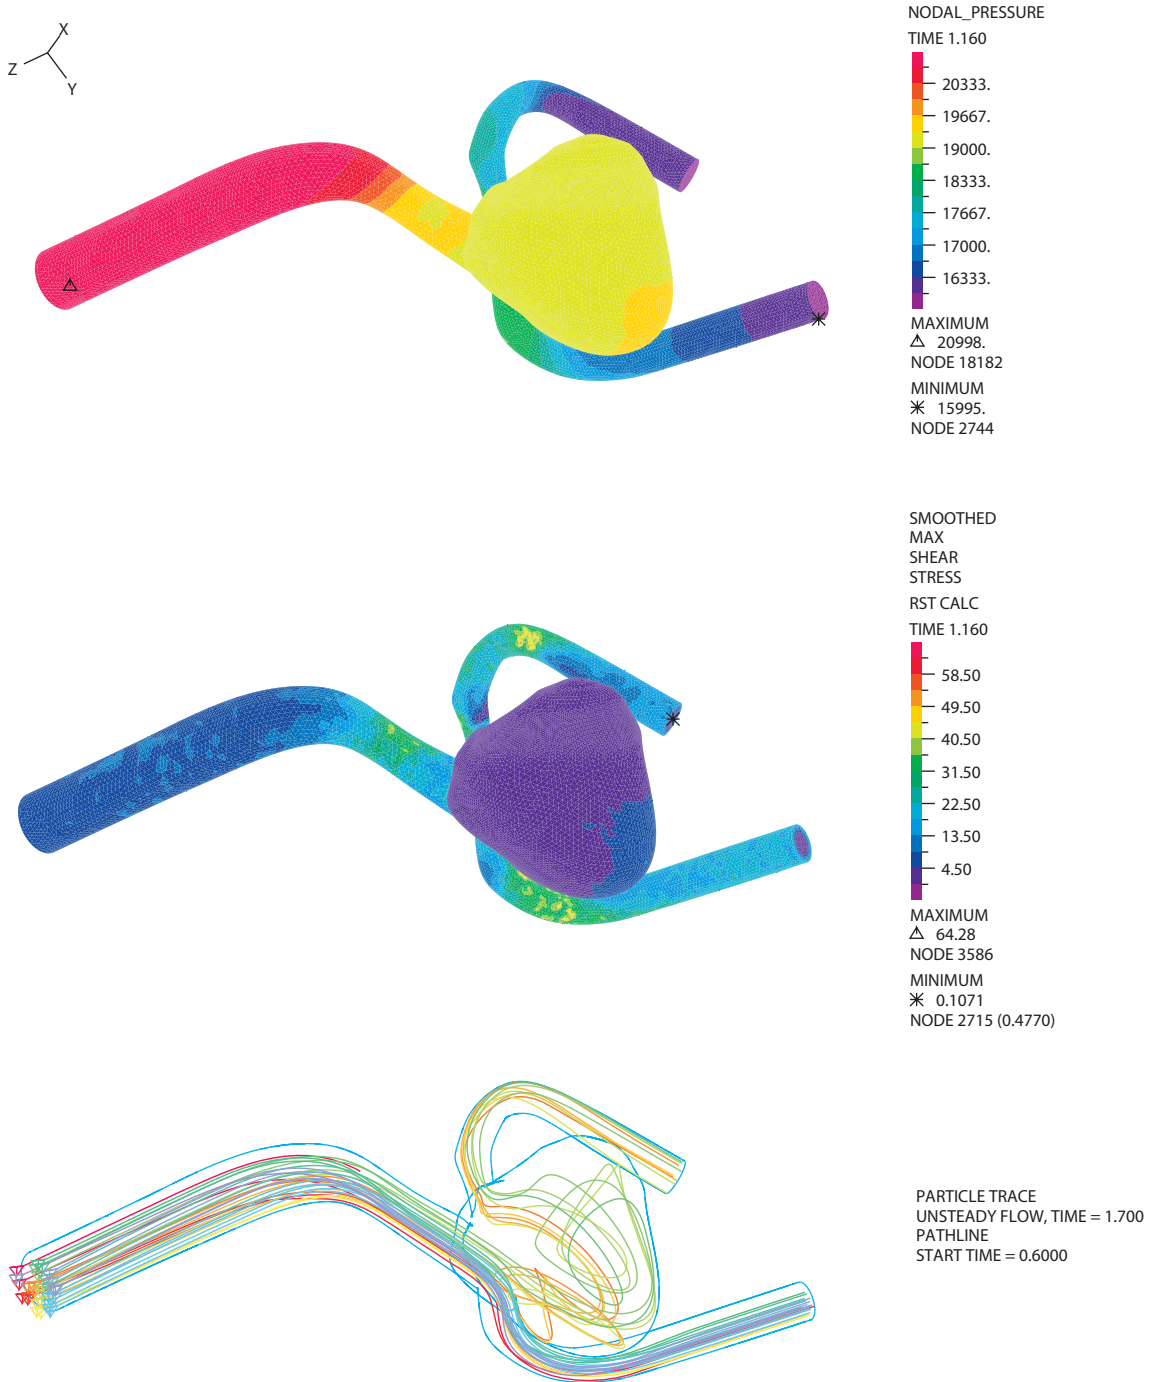 X
Z
Y
NODAL_PRESSURE
TIME 1.160
20333.
19667.
19000.
18333.
17667.
17000.
16333.
MAXIMUM
20998.
NODE 18182
MINIMUM
15995.
NODE 2744
SMOOTHED
MAX
SHEAR
STRESS
RST CALC
TIME 1.160
58.50
49.50
40.50
31.50
22.50
13.50
4.50
MAXIMUM
64.28
NODE 3586
MINIMUM
0.1071
NODE 2715 (0.4770)
PARTICLE TRACE
UNSTEADY FLOW, TIME = 1.700
PATHLINE
START TIME = 0.6000